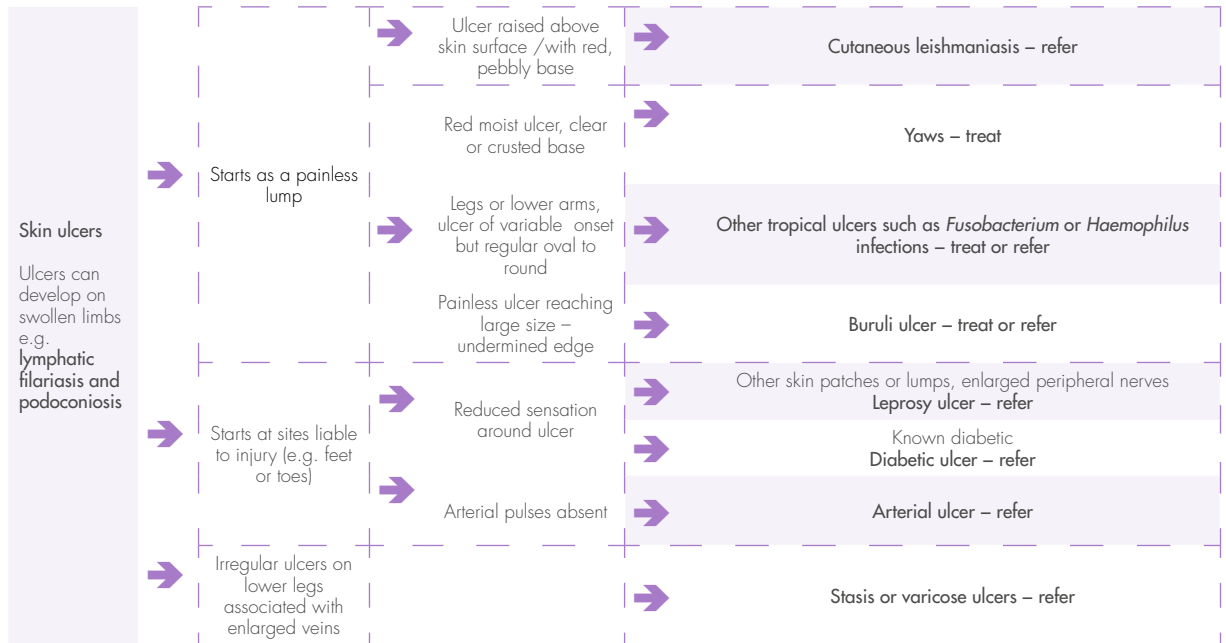 Skin ulcers
Ulcers can
develop on
swollen limbs
e.g.
lymphatic
filariasis and
podoconiosis
Starts as a painless
lump
Ulcer raised above
skin surface /with red,
pebbly base
Cutaneous leishmaniasis – refer
Red moist ulcer, clear
or crusted base
Yaws – treat
Legs or lower arms,
ulcer of variable onset
but regular oval to
round
Other tropical ulcers such as Fusobacterium or Haemophilus
infections – treat or refer
Painless ulcer reaching
large size –
undermined edge
Buruli ulcer – treat or refer
Starts at sites liable
to injury (e.g. feet
or toes)
Reduced sensation
around ulcer
Other skin patches or lumps, enlarged peripheral nerves
Leprosy ulcer – refer
Known diabetic
Diabetic ulcer – refer
Arterial pulses absent
Arterial ulcer – refer
Irregular ulcers on
lower legs
associated with
enlarged veins
Stasis or varicose ulcers – refer